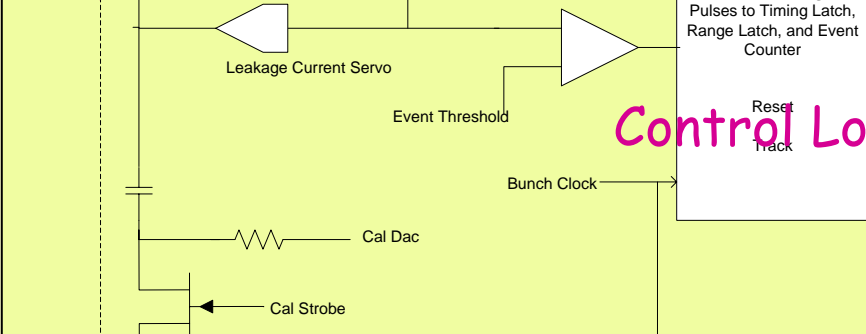 Pulses to Timing Latch,
Range Latch, and Event
Counter
Leakage Current Servo
Event Threshold
Reset
Control Lo
Track
Bunch Clock
Cal Dac
Cal Strobe